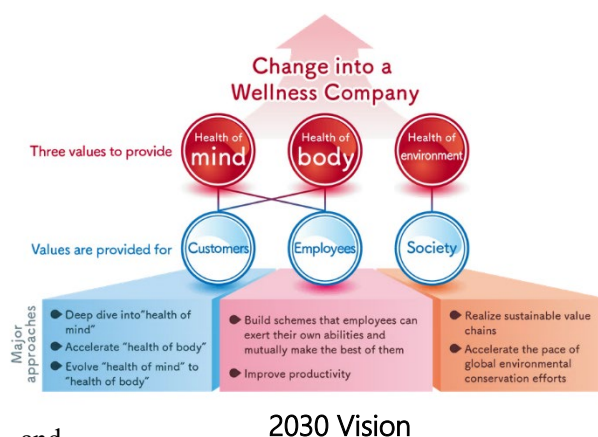 Change into a
Wellness Company
Three values to provide
Health of
mind
Health of
body
Health of
environment
Values are provided for
Customers
Employees
Society
Major
approaches
Deep dive into"health of
mind"
Accelerate "health of body"
Evolve "health of mind" to
"health of body"
Build schemes that employees can
exert their own abilities and
mutually make the best of them
Improve productivity
Realize sustainable value
chains
Accelerate the pace of
global environmental
conservation efforts
2030 Vision
and